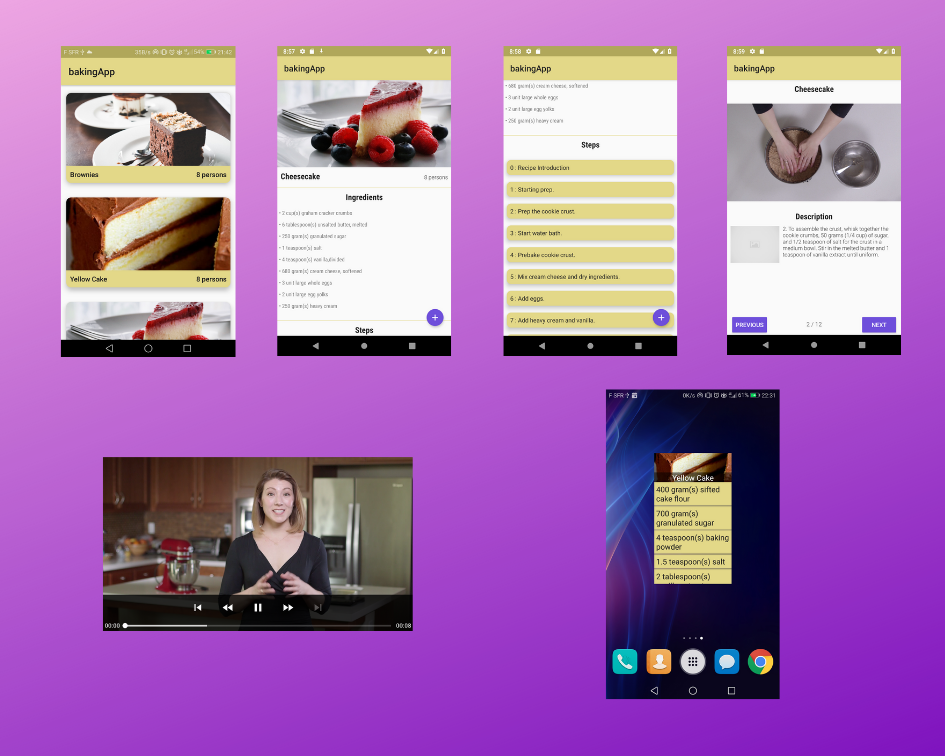 F SFR
54%
21:42
bakingApp
Brownies
8 persons
Yellow Cake
8 persons
8:57
bakingApp
Cheesecake
8 persons
Ingredients
• 2 cup(s) graham cracker crumbs
• 6 tablespoon(s) unsalted butter, melted
• 250 gram(s) granulated sugar
• 1 teaspoon(s) salt
• 4 teaspoon(s) vanilla,divided
• 680 gram(s) cream cheese, softened
• 3 unit large whole eggs
• 2 unit large egg yolks
• 250 gram(s) heavy cream
Steps
+
8:58
bakingApp
• 680 gram(s) cream cheese, softened
• 3 unit large whole eggs
• 2 unit large egg yolks
• 250 gram(s) heavy cream
Steps
0 : Recipe Introduction
1 : Starting prep.
2 : Prep the cookie crust.
3 : Start water bath.
4 : Prebake cookie crust.
5 : Mix cream cheese and dry ingredients.
6 : Add eggs.
7 : Add heavy cream and vanilla.
+
8:59
bakingApp
Cheesecake
Description
2. To assemble the crust, whisk together the
cookie crumbs, 50 grams (1/4 cup) of sugar,
and 1/2 teaspoon of salt for the crust in a
medium bowl. Stir in the melted butter and 1
teaspoon of vanilla extract until uniform.
PREVIOUS
2 / 12
NEXT
00:00
00:08
F SFR
0K/s
61%
22:31
Yellow Cake
400 gram(s) sifted
cake flour
700 gram(s)
granulated sugar
4 teaspoon(s) baking
powder
1.5 teaspoon(s) salt
2 tablespoon(s)